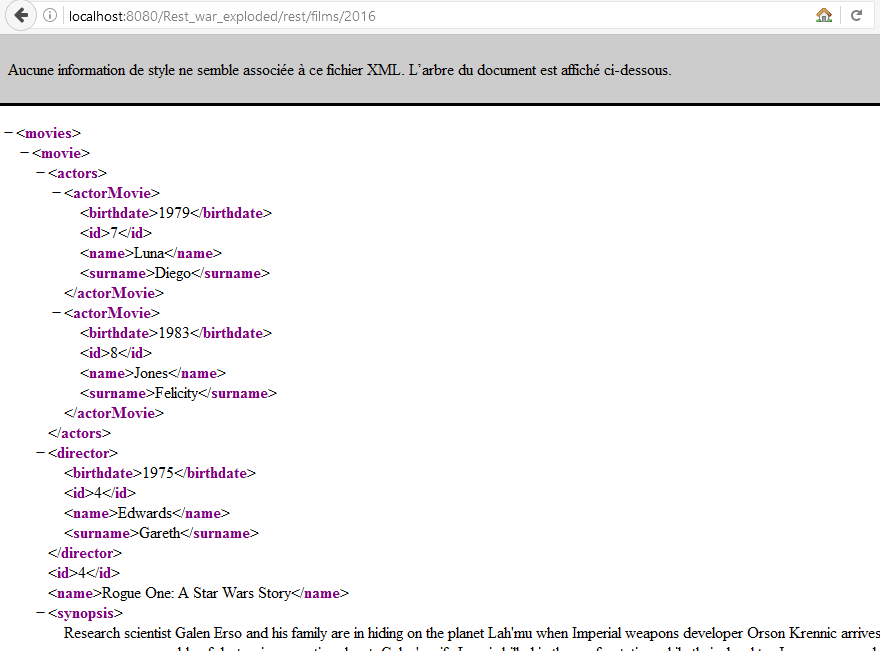 localhost:8080/Rest_war_exploded/rest/films/2016
Aucune information de style ne semble associée à ce fichier XML. L’arbre du document est affiché ci-dessous.
−<movies>
−<movie>
−<actors>
−<actorMovie>
<birthdate>1979</birthdate>
<id>7</id>
<name>Luna</name>
<surname>Diego</surname>
</actorMovie>
−<actorMovie>
<birthdate>1983</birthdate>
<id>8</id>
<name>Jones</name>
<surname>Felicity</surname>
</actorMovie>
</actors>
−<director>
<birthdate>1975</birthdate>
<id>4</id>
<name>Edwards</name>
<surname>Gareth</surname>
</director>
<id>4</id>
<name>Rogue One: A Star Wars Story</name>
−<synopsis>
Research scientist Galen Erso and his family are in hiding on the planet Lah'mu when Imperial weapons developer Orson Krennic arrives